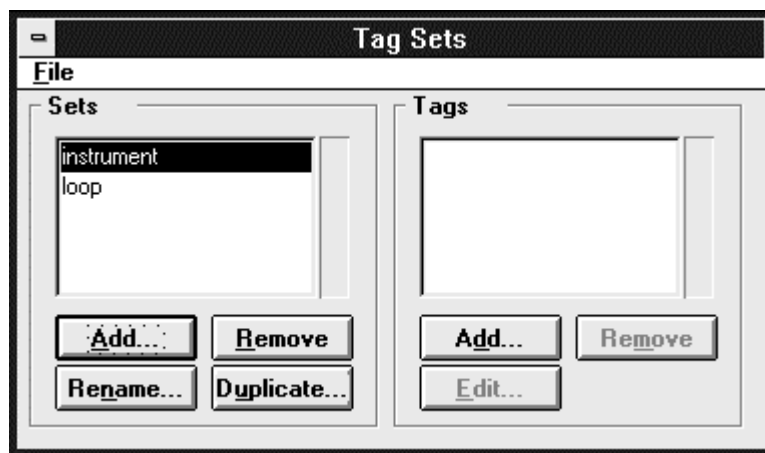 Tag Sets
File
Sets
instrument
loop
Add...
Remove
Rename...
Duplicate...
Tags
Add...
Remove
Edit...